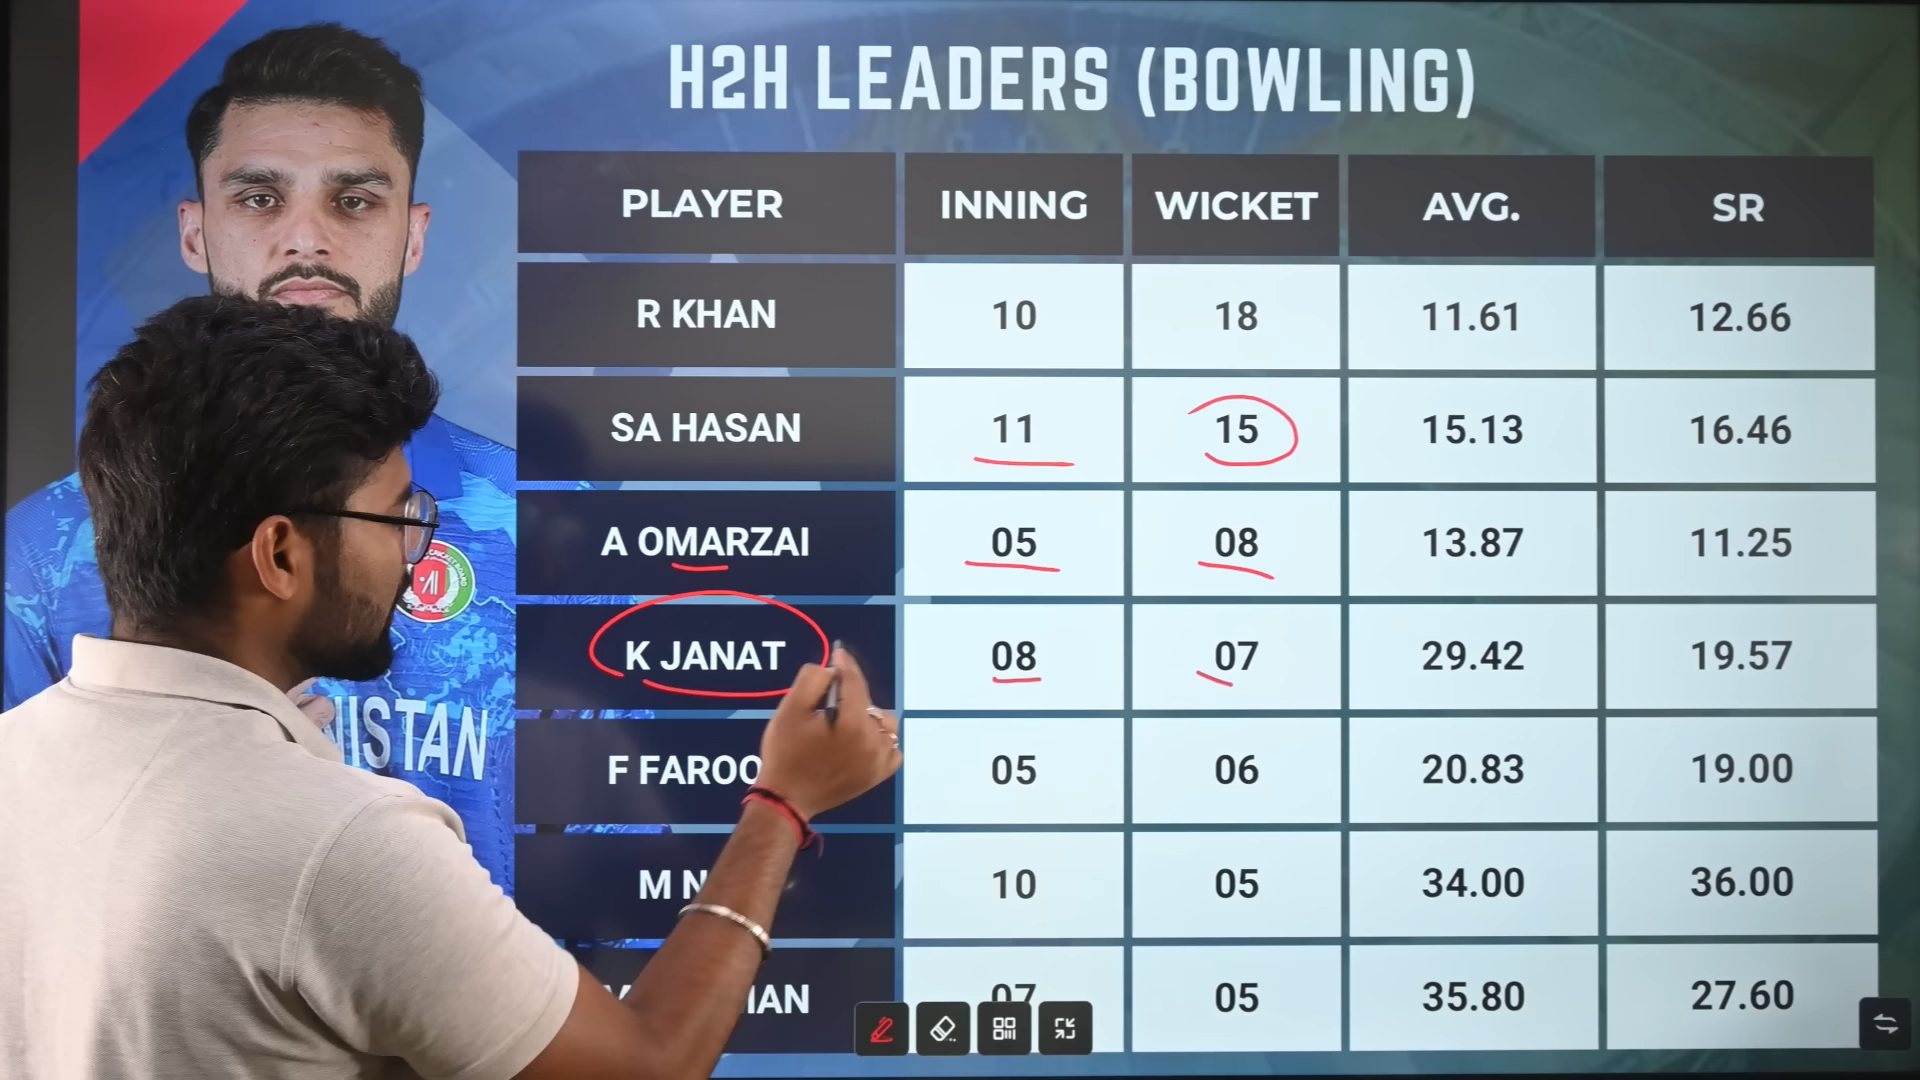 H2H LEADERS (BOWLING)
PLAYER INNING WICKET AVG. SR
R KHAN 10 18 11.61 12.66
SA HASAN 11 15 15.13 16.46
A OMARZAI 05 08 13.87 11.25
K JANAT 08 07 29.42 19.57
F 05 06 20.83 19.00
M 10 05 34.00 36.00
07 05 35.80 27.60